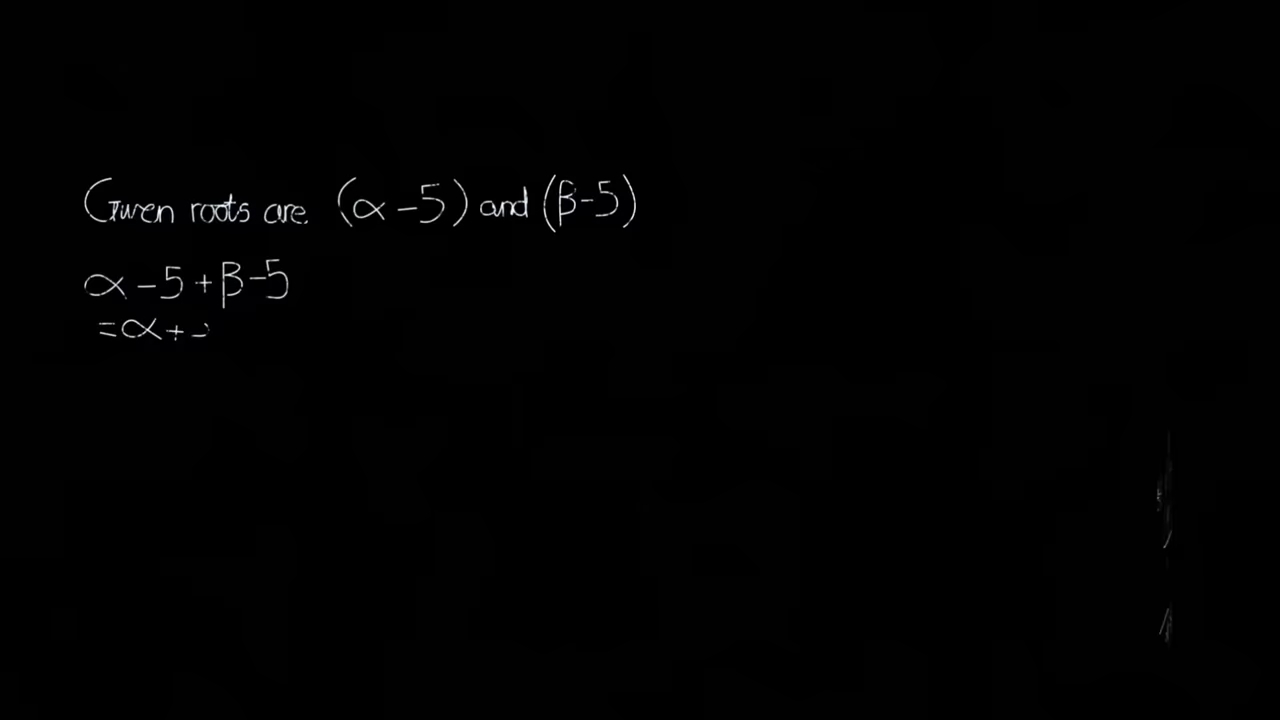 Given roots are (α-5) and (β-5)
α-5+β-5
=α+